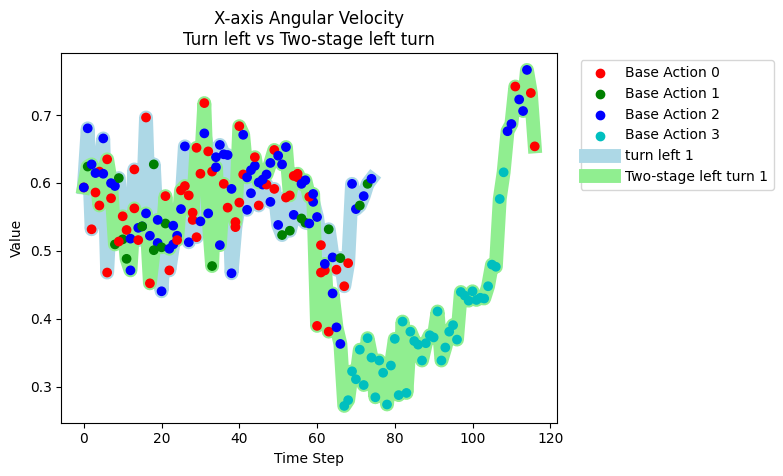 X-axis Angular Velocity
Turn left vs Two-stage left turn
Value
0.7
0.6
0.5
0.4
0.3
0
20
40
60
80
100
120
Time Step
Base Action 0
Base Action 1
Base Action 2
Base Action 3
turn left 1
Two-stage left turn 1